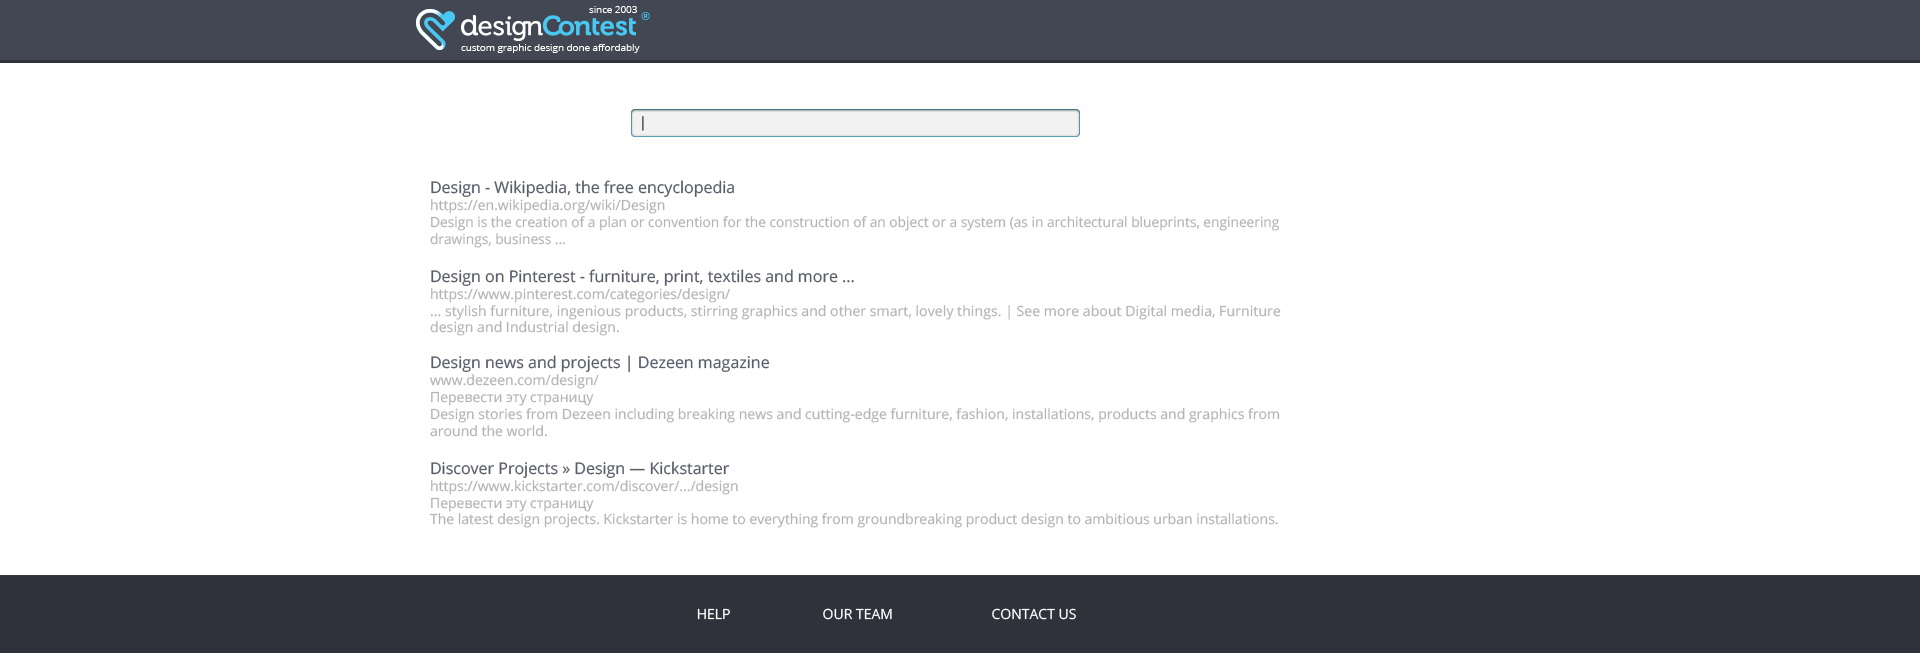 since 2003
designContest ®
custom graphic design done affordably
Design - Wikipedia, the free encyclopedia
https://en.wikipedia.org/wiki/Design
Design is the creation of a plan or convention for the construction of an object or a system (as in architectural blueprints, engineering
drawings, business ...
Design on Pinterest - furniture, print, textiles and more ...
https://www.pinterest.com/categories/design/
... stylish furniture, ingenious products, stirring graphics and other smart, lovely things. | See more about Digital media, Furniture
design and Industrial design.
Design news and projects | Dezeen magazine
www.dezeen.com/design/
Перевести эту страницу
Design stories from Dezeen including breaking news and cutting-edge furniture, fashion, installations, products and graphics from
around the world.
Discover Projects » Design — Kickstarter
https://www.kickstarter.com/discover/.../design
Перевести эту страницу
The latest design projects. Kickstarter is home to everything from groundbreaking product design to ambitious urban installations.
HELP OUR TEAM CONTACT US